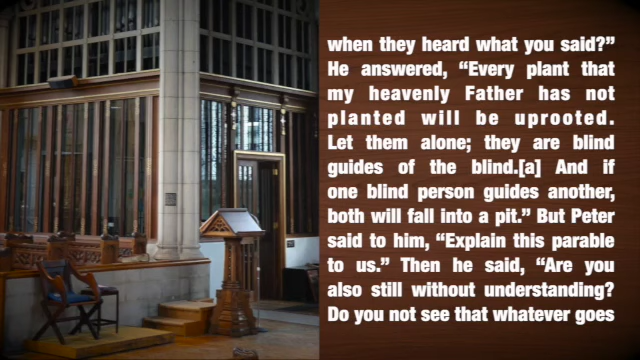 when they heard what you said?”
He answered, “Every plant that
my heavenly Father has not
planted will be uprooted.
Let them alone; they are blind
guides of the blind.[a] And if
one blind person guides another,
both will fall into a pit.” But Peter
said to him, “Explain this parable
to us.” Then he said, “Are you
also still without understanding?
Do you not see that whatever goes